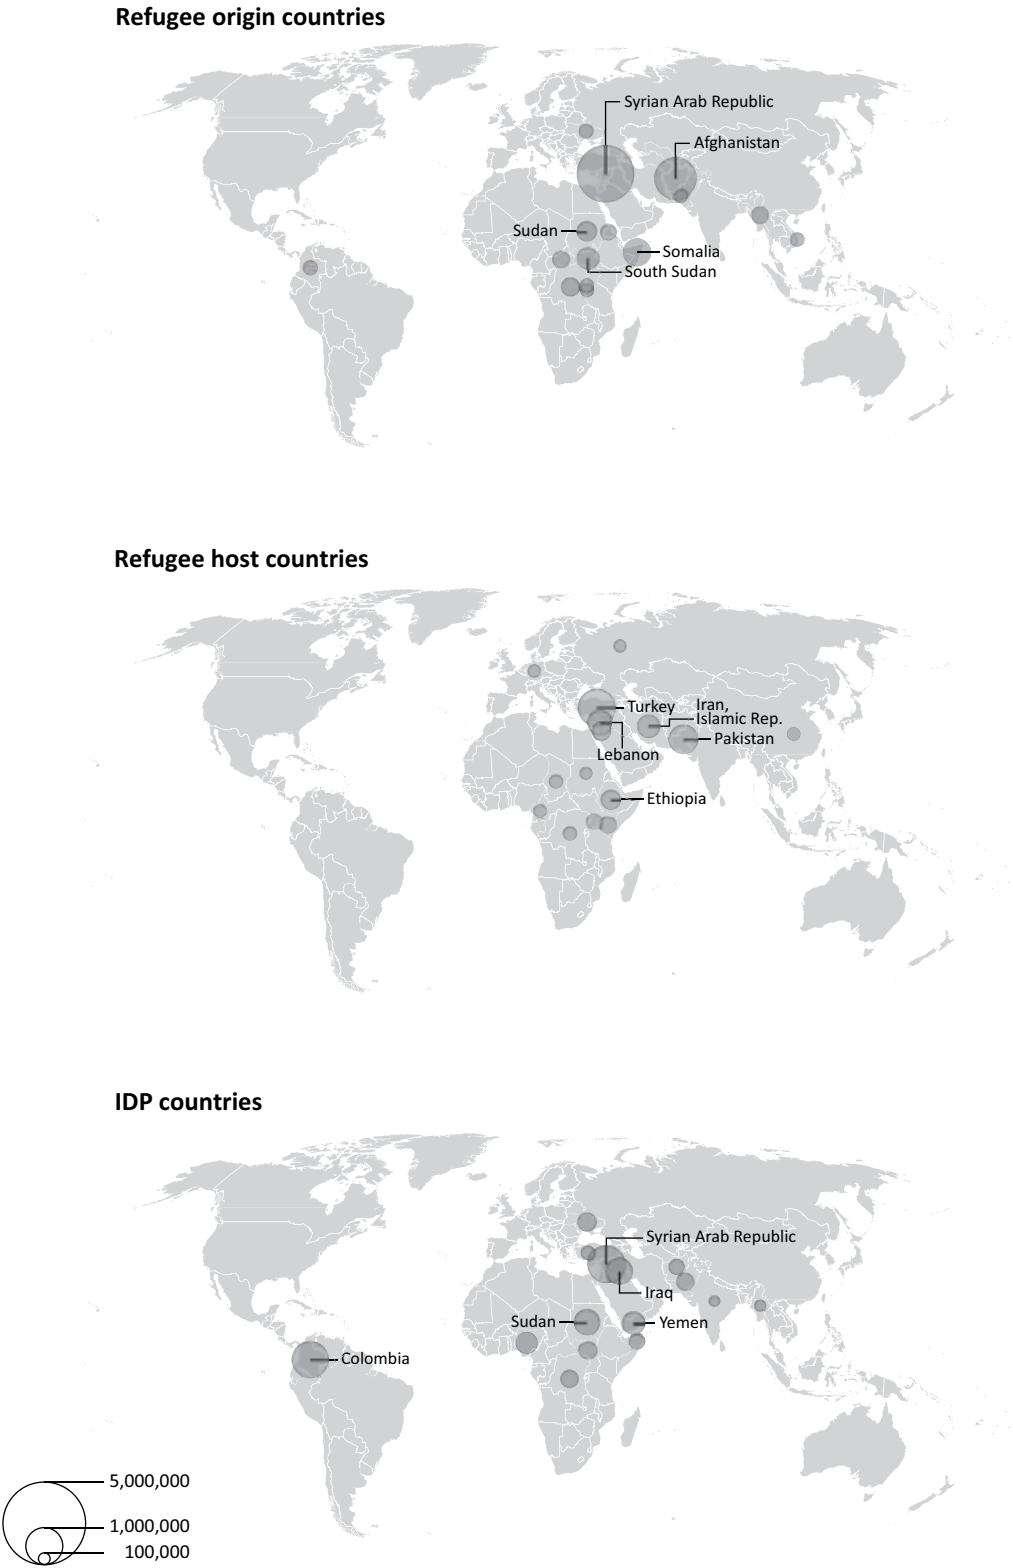 Refugee origin countries
Syrian Arab Republic
Afghanistan
Sudan
Somalia
South Sudan
Refugee host countries
Turkey
Iran,
Islamic Rep.
Pakistan
Lebanon
Ethiopia
IDP countries
Syrian Arab Republic
Iraq
Sudan
Yemen
Colombia
5,000,000
1,000,000
100,000